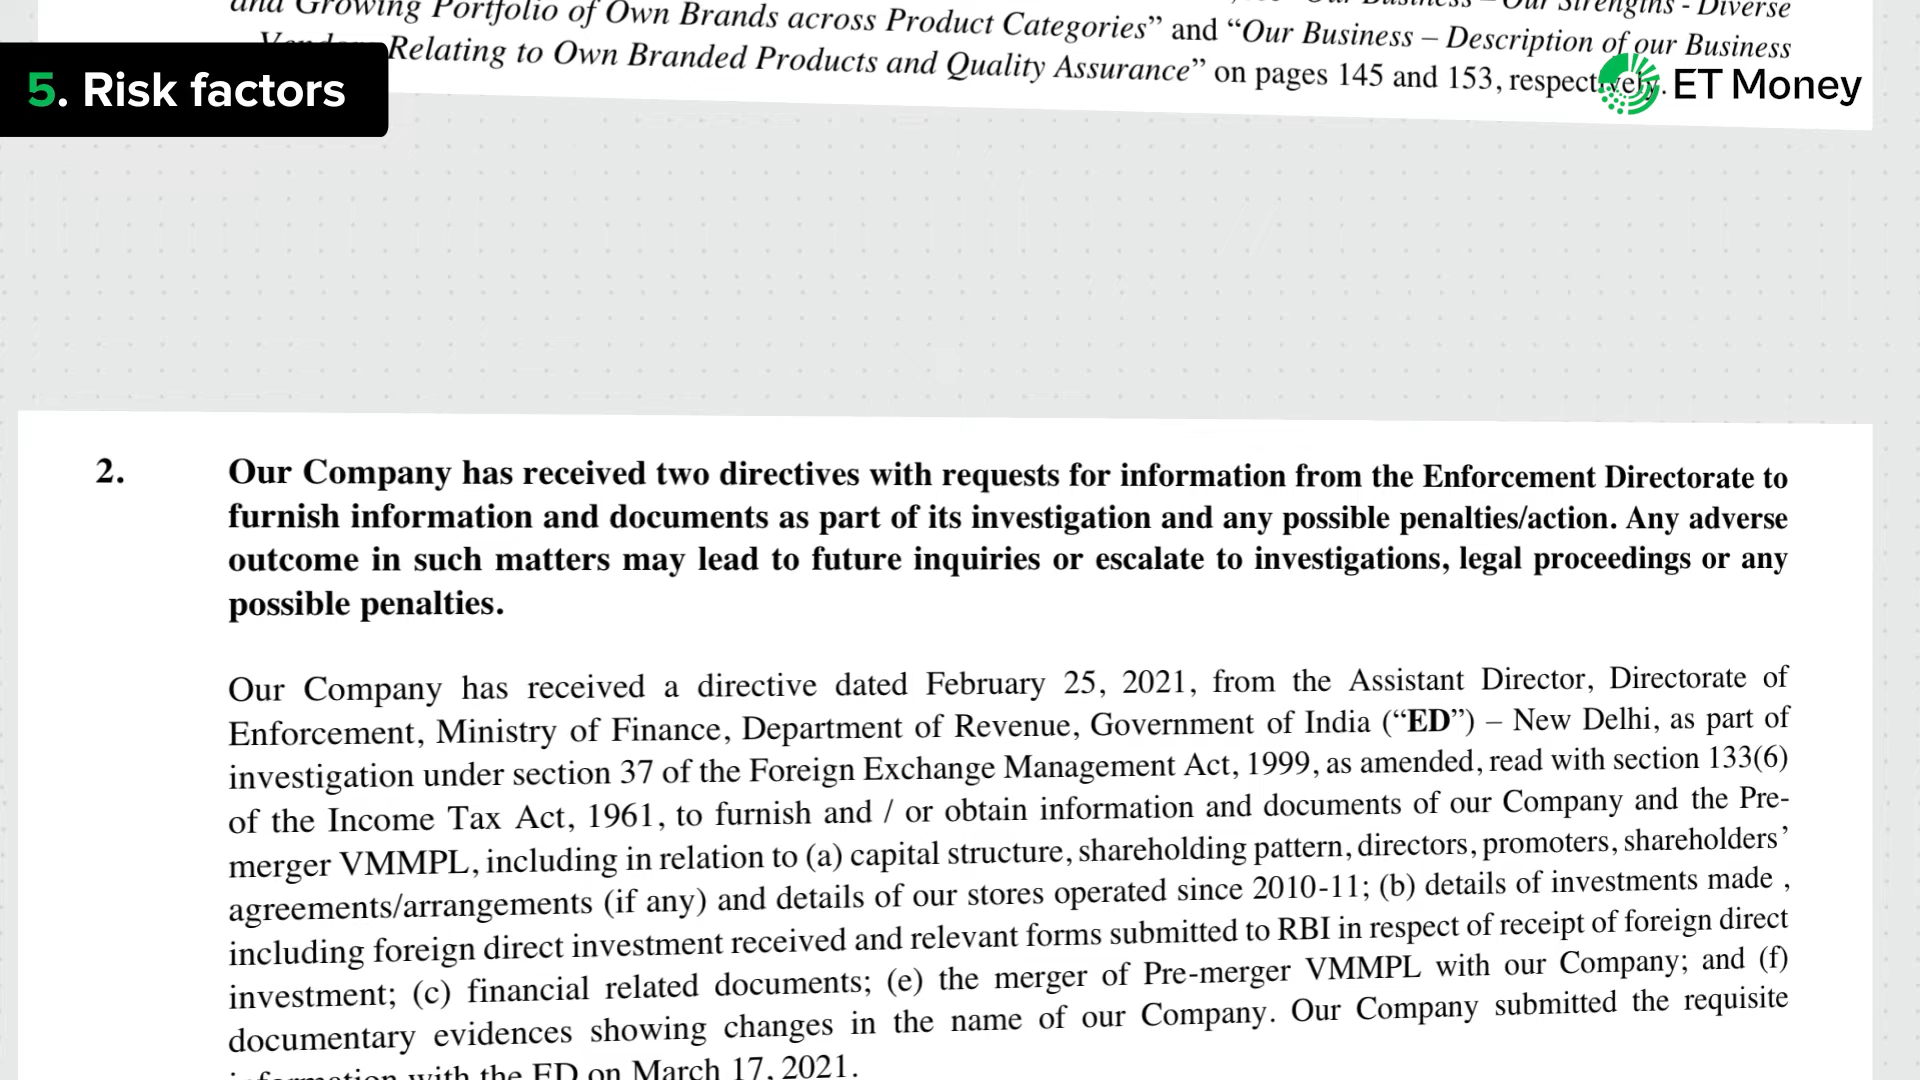 and Growing Portfolio of Own Brands across Product Categories” and “Our Business – Our Strengths - Diverse
Relating to Own Branded Products and Quality Assurance” on pages 145 and 153, respectively.
“Our Business – Description of our Business
5. Risk factors
ET Money
2. Our Company has received two directives with requests for information from the Enforcement Directorate to
furnish information and documents as part of its investigation and any possible penalties/action. Any adverse
outcome in such matters may lead to future inquiries or escalate to investigations, legal proceedings or any
possible penalties.
Our Company has received a directive dated February 25, 2021, from the Assistant Director, Directorate of
Enforcement, Ministry of Finance, Department of Revenue, Government of India (“ED”) – New Delhi, as part of
investigation under section 37 of the Foreign Exchange Management Act, 1999, as amended, read with section 133(6)
of the Income Tax Act, 1961, to furnish and / or obtain information and documents of our Company and the Pre-
merger VMMPL, including in relation to (a) capital structure, shareholding pattern, directors, promoters, shareholders’
agreements/arrangements (if any) and details of our stores operated since 2010-11; (b) details of investments made ,
including foreign direct investment received and relevant forms submitted to RBI in respect of receipt of foreign direct
investment; (c) financial related documents; (e) the merger of Pre-merger VMMPL with our Company; and (f)
documentary evidences showing changes in the name of our Company. Our Company submitted the requisite
information with the ED on March 17, 2021.